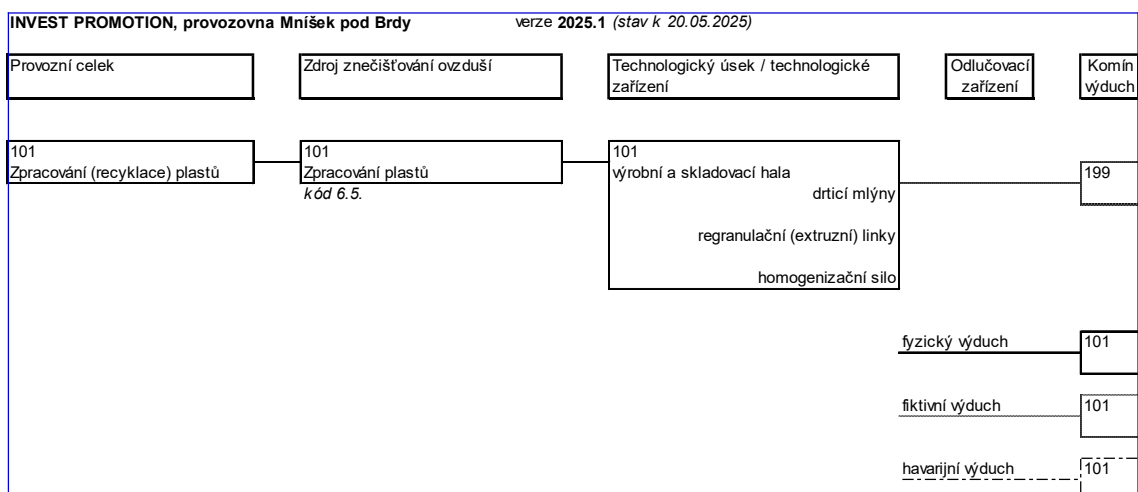 INVEST PROMOTION, provozovna Mníšek pod Brdy verze 2025.1 (stav k 20.05.2025)
Provozní celek
Zdroj znečišťování ovzduší
Technologický úsek / technologické
zařízení
Odlučovací
zařízení
Komín
výduch
101
Zpracování (recyklace) plastů
101
Zpracování plastů
kód 6.5.
101
výrobní a skladovací hala
drticí mlýny
regranulační (extruzní) linky
homogenizační silo
199
fyzický výduch 101
fiktivní výduch 101
havarijní výduch 101